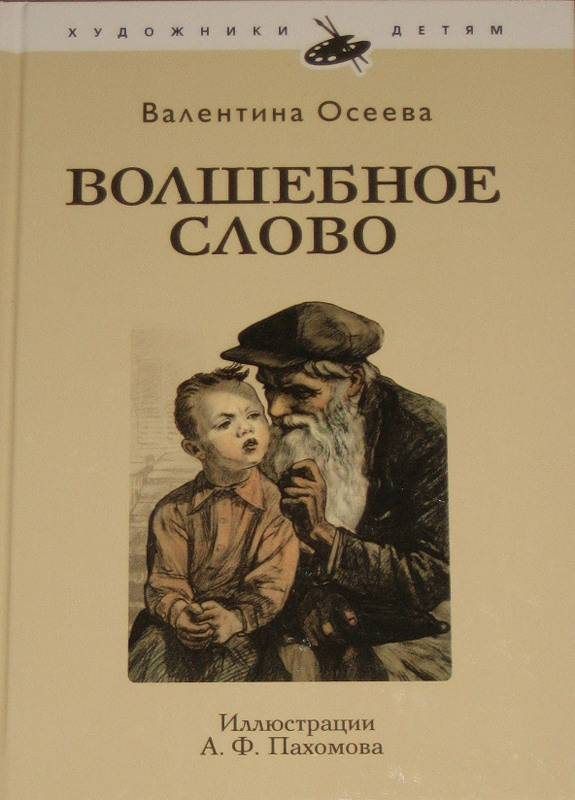 ХУДОЖНИКИ ДЕТЯМ
Валентина Осеева
ВОЛШЕБНОЕ
СЛОВО
Иллюстрации
А. Ф. Пахомова